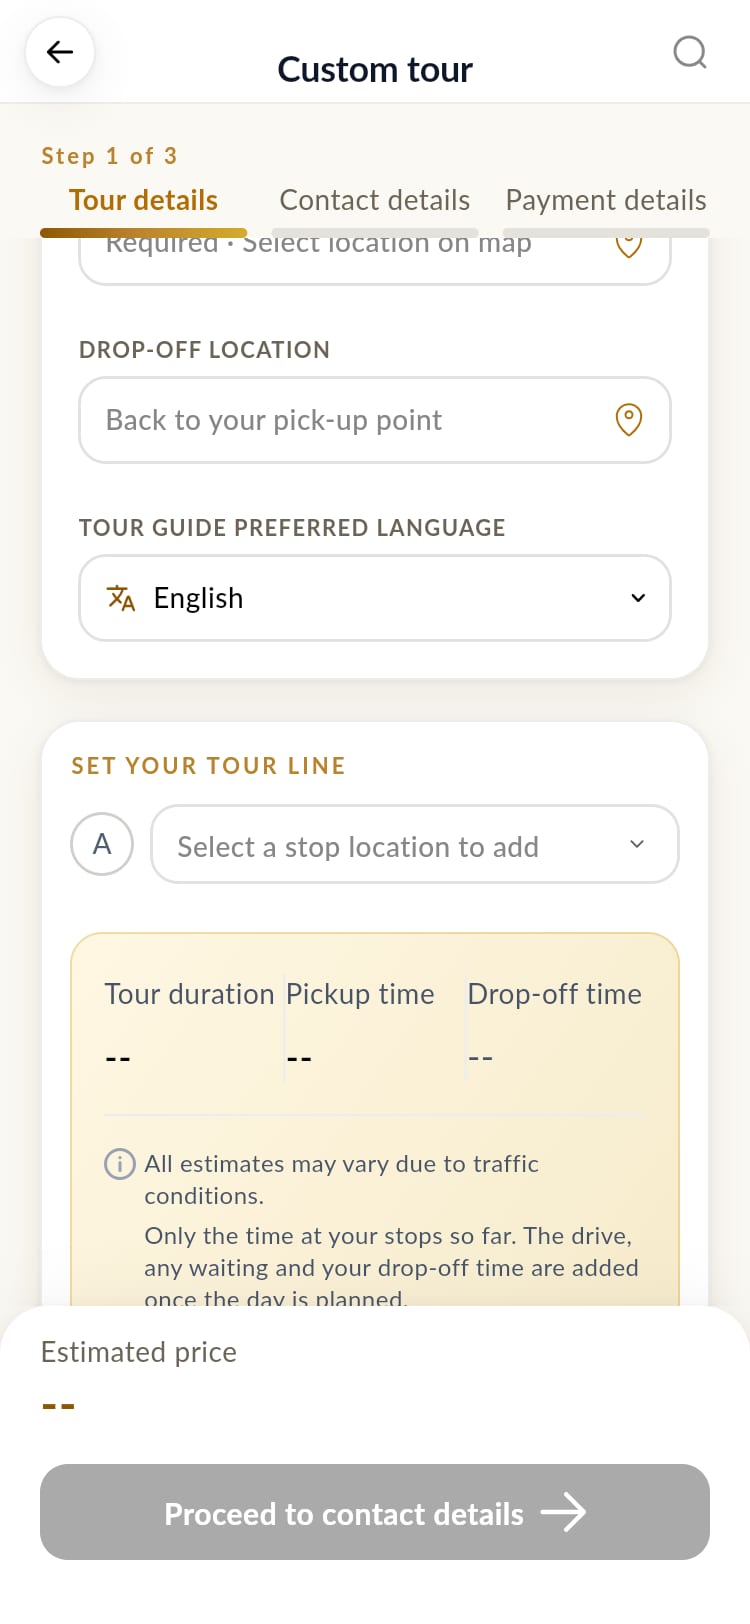 Custom tour
Step 1 of 3
Tour details
Contact details
Payment details
Required · Select location on map
DROP-OFF LOCATION
Back to your pick-up point
TOUR GUIDE PREFERRED LANGUAGE
English
SET YOUR TOUR LINE
A
Select a stop location to add
Tour duration
Pickup time
Drop-off time
--
--
--
All estimates may vary due to traffic
conditions.
Only the time at your stops so far. The drive,
any waiting and your drop-off time are added
once the day is planned.
Estimated price
--
Proceed to contact details